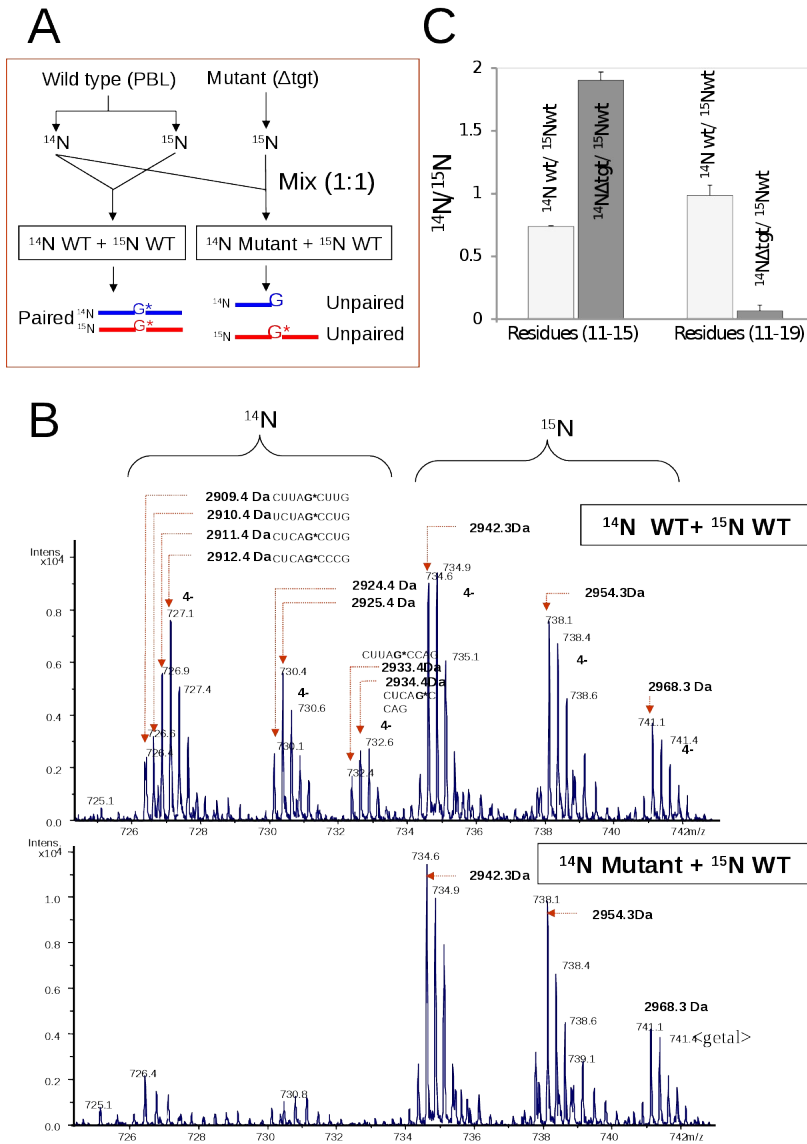 A
Wild type (PBL)
Mutant (Δtgt)
14N
15N
15N
Mix (1:1)
14N WT + 15N WT
14N Mutant + 15N WT
Paired
14N
G*
15N
G*
14N
G
Unpaired
15N
G*
Unpaired
C
14N/15N
2
1.5
1
0.5
0
14N wt/ 15Nwt
14NΔtgt/ 15Nwt
14N wt/ 15Nwt
14NΔtgt/ 15Nwt
Residues (11-15)
Residues (11-19)
B
14N
15N
14N WT+ 15N WT
2909.4 Da CUUAG*CUUG
2910.4 Da UCUAG*CCUG
2911.4 Da CUCAG*CCUG
2912.4 Da CUCAG*CCCG
2924.4 Da
2925.4 Da
CUUAG*CCAG
2933.4Da
2934.4Da
CUCAG*C
CAG
2942.3Da
2954.3Da
2968.3 Da
Intens.
x10⁴
0.8
0.6
0.4
0.2
0.0
725.1
726.4
726.6
726.9
4-
727.1
727.4
730.1
730.4
4-
730.6
732.4
4-
732.6
734.6
734.9
4-
735.1
738.1
738.4
4-
738.6
741.1
741.4
4-
726
728
730
732
734
736
738
740
742
m/z
14N Mutant + 15N WT
Intens.
x10⁴
1.0
0.8
0.6
0.4
0.2
0.0
725.1
726.4
730.8
734.6
2942.3Da
734.9
738.1
2954.3Da
738.4
738.6
739.1
2968.3 Da
741.1
741.4
<getal>
726
728
730
732
734
736
738
740
742
m/z